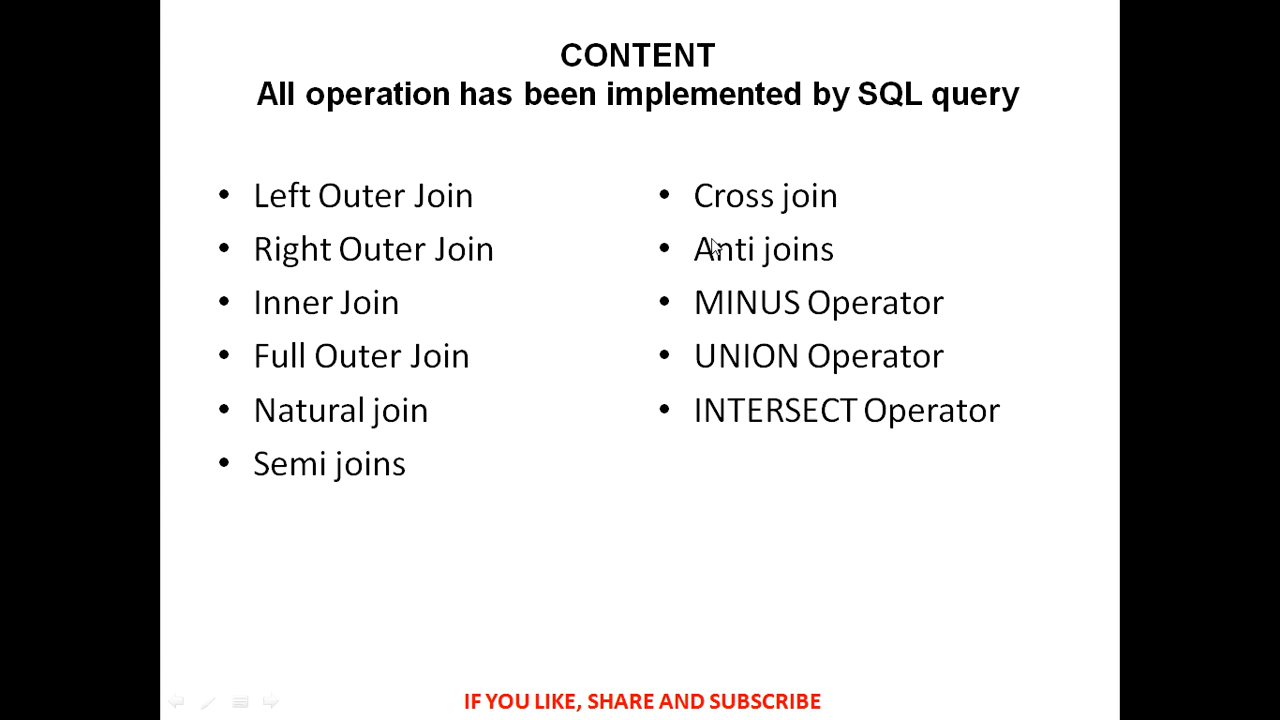 CONTENT
All operation has been implemented by SQL query
• Left Outer Join
• Right Outer Join
• Inner Join
• Full Outer Join
• Natural join
• Semi joins
• Cross join
• Anti joins
• MINUS Operator
• UNION Operator
• INTERSECT Operator
IF YOU LIKE, SHARE AND SUBSCRIBE